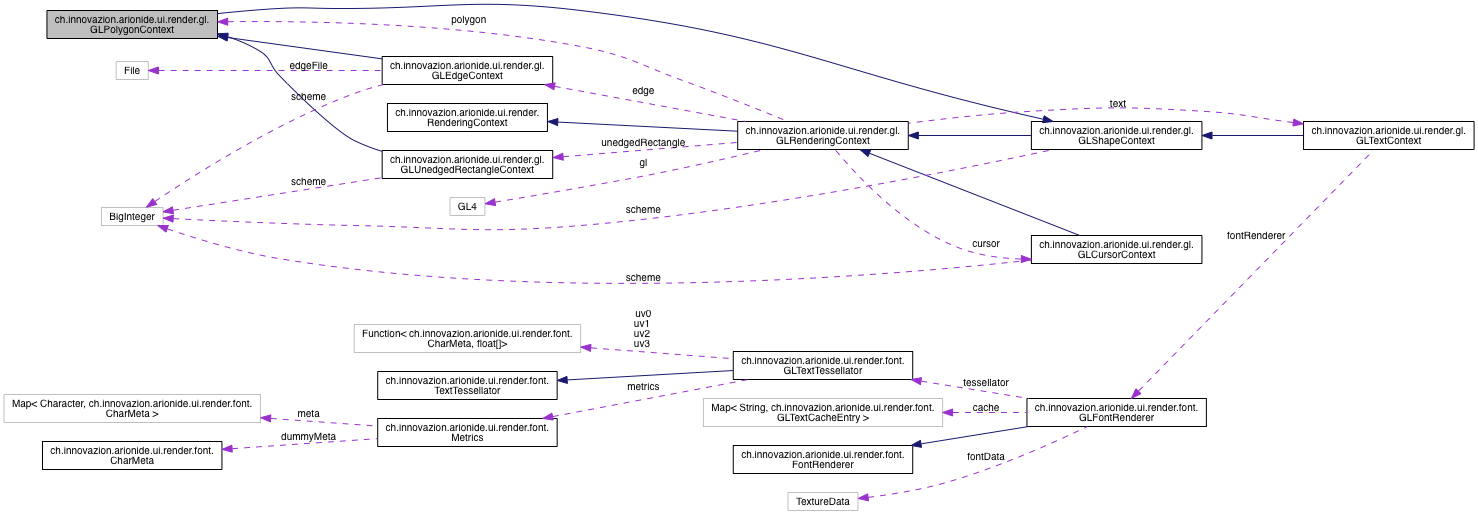 ch.innovazion.arionide.ui.render.gl.
GLPolygonContext
polygon
File
edgeFile
ch.innovazion.arionide.ui.render.gl.
GLEdgeContext
scheme
edge
ch.innovazion.arionide.ui.render.
RenderingContext
text
ch.innovazion.arionide.ui.render.gl.
GLRenderingContext
ch.innovazion.arionide.ui.render.gl.
GLShapeContext
ch.innovazion.arionide.ui.render.gl.
GLTextContext
unedgedRectangle
ch.innovazion.arionide.ui.render.gl.
GLUnedgedRectangleContext
gl
scheme
GL4
scheme
BigInteger
fontRenderer
cursor
ch.innovazion.arionide.ui.render.gl.
GLCursorContext
scheme
uv0
uv1
uv2
uv3
Function< ch.innovazion.arionide.ui.render.font.
CharMeta, float[]>
ch.innovazion.arionide.ui.render.font.
GLTextTessellator
ch.innovazion.arionide.ui.render.font.
TextTessellator
metrics
tessellator
Map< Character, ch.innovazion.arionide.ui.render.font.
CharMeta >
meta
Map< String, ch.innovazion.arionide.ui.render.font.
GLTextCacheEntry >
cache
ch.innovazion.arionide.ui.render.font.
GLFontRenderer
ch.innovazion.arionide.ui.render.font.
Metrics
dummyMeta
ch.innovazion.arionide.ui.render.font.
CharMeta
ch.innovazion.arionide.ui.render.font.
FontRenderer
fontData
TextureData